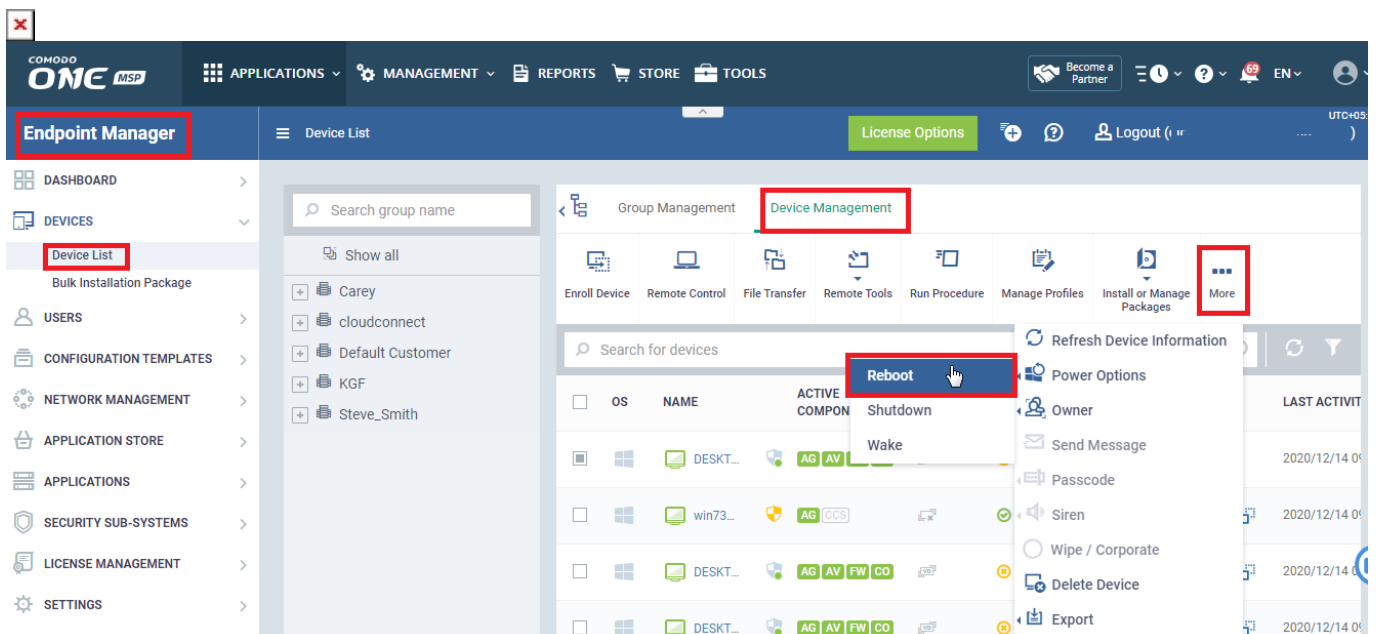 COMODO
ONE MSP
APPLICATIONS
MANAGEMENT
REPORTS
STORE
TOOLS
Become a
Partner
69
EN
Endpoint Manager
Device List
License Options
Logout (
UTC+05:
)
DASHBOARD
DEVICES
Device List
Bulk Installation Package
USERS
CONFIGURATION TEMPLATES
NETWORK MANAGEMENT
APPLICATION STORE
APPLICATIONS
SECURITY SUB-SYSTEMS
LICENSE MANAGEMENT
SETTINGS
Search group name
Show all
Carey
cloudconnect
Default Customer
KGF
Steve_Smith
Group Management
Device Management
Enroll Device
Remote Control
File Transfer
Remote Tools
Run Procedure
Manage Profiles
Install or Manage
Packages
More
Search for devices
Refresh Device Information
Power Options
Owner
Send Message
Passcode
Siren
Wipe / Corporate
Delete Device
Export
Reboot
Shutdown
Wake
OS NAME ACTIVE
COMPON
LAST ACTIVIT
DESKT... AG AV 2020/12/14 09
win73... AG CCS 2020/12/14 09
DESKT... AG AV FW CO 2020/12/14
DESKT... AG AV FW CO 2020/12/14 09